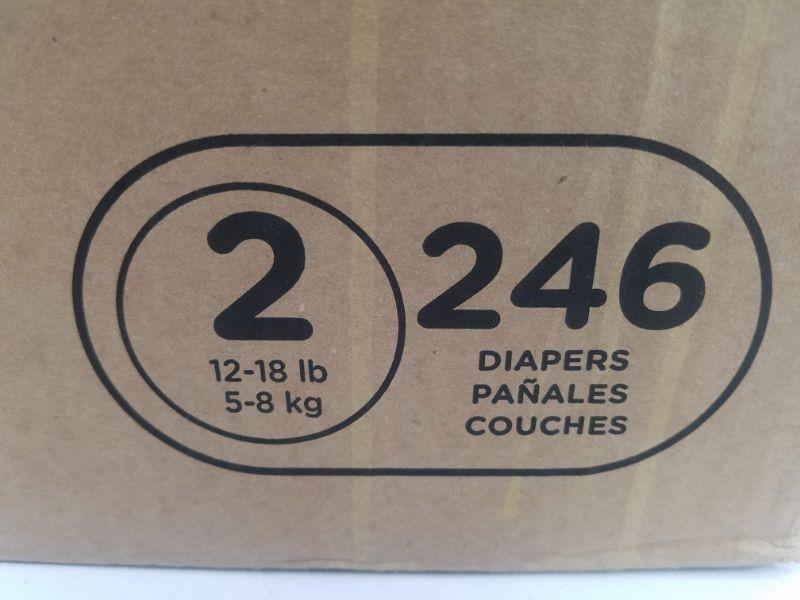 2
12-18 lb
5-8 kg
246
DIAPERS
PAÑALES
COUCHES